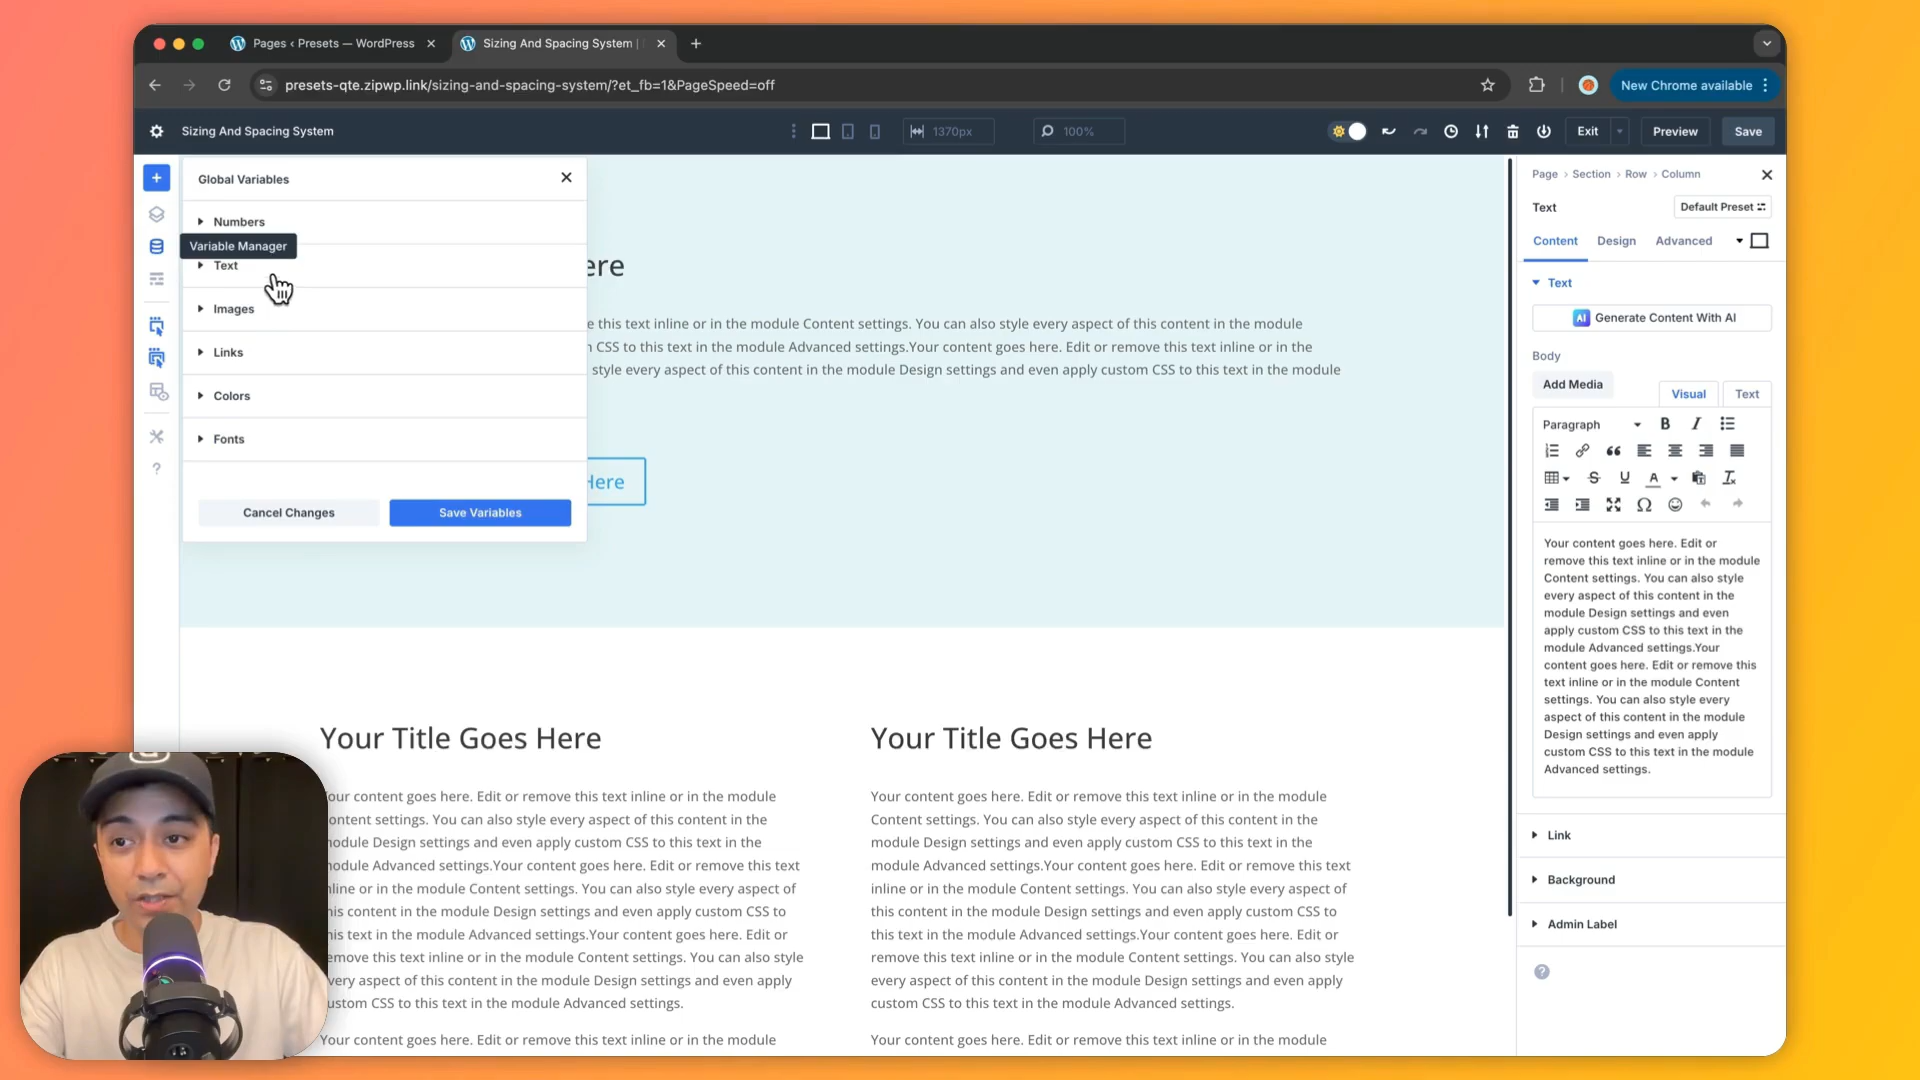 Pages ‹ Presets — WordPress
Sizing And Spacing System |
presets-qte.zipwp.link/sizing-and-spacing-system/?et_fb=1&PageSpeed=off
New Chrome available
Sizing And Spacing System
1370px
100%
Exit
Preview
Save
Global Variables
Numbers
Variable Manager
Text
Images
Links
Colors
Fonts
Cancel Changes
Save Variables
ere
e this text inline or in the module Content settings. You can also style every aspect of this content in the module
CSS to this text in the module Advanced settings.Your content goes here. Edit or remove this text inline or in the
style every aspect of this content in the module Design settings and even apply custom CSS to this text in the module
Here
Your Title Goes Here
our content goes here. Edit or remove this text inline or in the module
ontent settings. You can also style every aspect of this content in the
module Design settings and even apply custom CSS to this text in the
module Advanced settings.Your content goes here. Edit or remove this text
nline or in the module Content settings. You can also style every aspect of
his content in the module Design settings and even apply custom CSS to
his text in the module Advanced settings.Your content goes here. Edit or
emove this text inline or in the module Content settings. You can also style
very aspect of this content in the module Design settings and even apply
ustom CSS to this text in the module Advanced settings.
Your content goes here. Edit or remove this text inline or in the module
Your Title Goes Here
Your content goes here. Edit or remove this text inline or in the module
Content settings. You can also style every aspect of this content in the
module Design settings and even apply custom CSS to this text in the
module Advanced settings.Your content goes here. Edit or remove this text
inline or in the module Content settings. You can also style every aspect of
this content in the module Design settings and even apply custom CSS to
this text in the module Advanced settings.Your content goes here. Edit or
remove this text inline or in the module Content settings. You can also style
every aspect of this content in the module Design settings and even apply
custom CSS to this text in the module Advanced settings.
Your content goes here. Edit or remove this text inline or in the module
Page › Section › Row › Column
Text
Default Preset
Content
Design
Advanced
Text
AI Generate Content With AI
Body
Add Media
Visual
Text
Paragraph
Your content goes here. Edit or
remove this text inline or in the module
Content settings. You can also style
every aspect of this content in the
module Design settings and even
apply custom CSS to this text in the
module Advanced settings.Your
content goes here. Edit or remove this
text inline or in the module Content
settings. You can also style every
aspect of this content in the module
Design settings and even apply
custom CSS to this text in the module
Advanced settings.
Link
Background
Admin Label